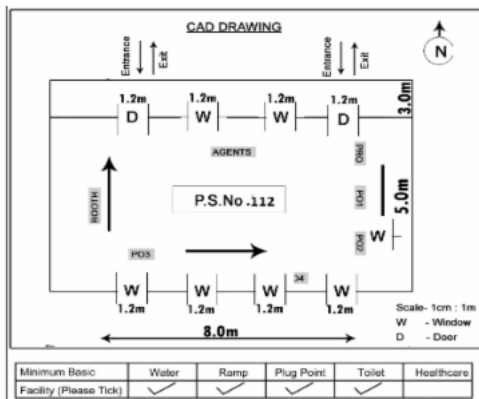 CAD DRAWING
N
Entrance
Exit
Entrance
Exit
1.2m 1.2m 1.2m 1.2m
3.0m
D W W D
AGENTS
PRO
BOOTH
PO1
5.0m
P.S.No.112
PO2
W
PO3
04
W W W W
1.2m 1.2m 1.2m 1.2m
8.0m
Scale- 1cm : 1m
W - Window
D - Door
Minimum Basic Water Ramp Plug Point Toilet Healthcare
Facility (Please Tick)